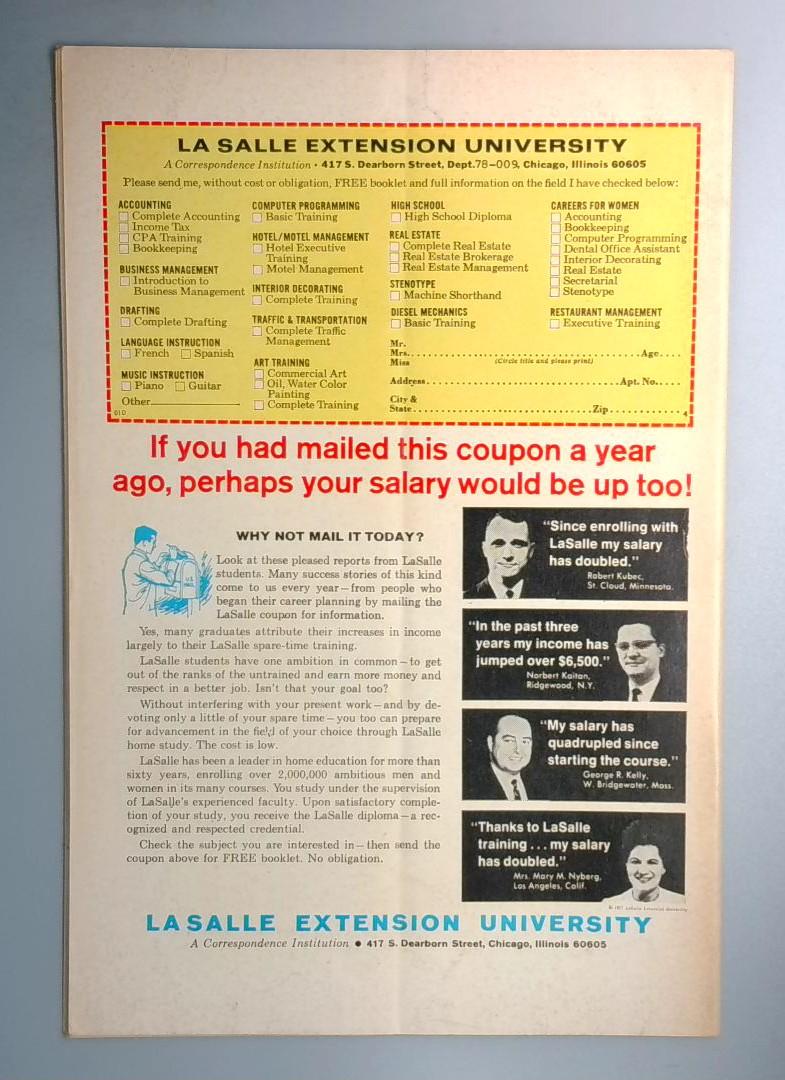 LA SALLE EXTENSION UNIVERSITY
A Correspondence Institution • 417 S. Dearborn Street, Dept. 78-009, Chicago, Illinois 60605
Please send me, without cost or obligation, FREE booklet and full information on the field I have checked below:
ACCOUNTING
Complete Accounting
Income Tax
CPA Training
Bookkeeping
BUSINESS MANAGEMENT
Introduction to
Business Management
DRAFTING
Complete Drafting
LANGUAGE INSTRUCTION
French Spanish
MUSIC INSTRUCTION
Piano Guitar
Other
010
COMPUTER PROGRAMMING
Basic Training
HOTEL/MOTEL MANAGEMENT
Hotel Executive
Training
Motel Management
INTERIOR DECORATING
Complete Training
TRAFFIC & TRANSPORTATION
Complete Traffic
Management
ART TRAINING
Commercial Art
Oil, Water Color
Painting
Complete Training
HIGH SCHOOL
High School Diploma
REAL ESTATE
Complete Real Estate
Real Estate Brokerage
Real Estate Management
STENOTYPE
Machine Shorthand
DIESEL MECHANICS
Basic Training
CAREERS FOR WOMEN
Accounting
Bookkeeping
Computer Programming
Dental Office Assistant
Interior Decorating
Real Estate
Secretarial
Stenotype
RESTAURANT MANAGEMENT
Executive Training
Mr.
Mrs. Age
Miss (Circle title and please print)
Address Apt. No.
City &
State Zip
4
If you had mailed this coupon a year
ago, perhaps your salary would be up too!
U.S.
MAIL
WHY NOT MAIL IT TODAY?
Look at these pleased reports from LaSalle
students. Many success stories of this kind
come to us every year—from people who
began their career planning by mailing the
LaSalle coupon for information.
Yes, many graduates attribute their increases in income
largely to their LaSalle spare-time training.
LaSalle students have one ambition in common—to get
out of the ranks of the untrained and earn more money and
respect in a better job. Isn't that your goal too?
Without interfering with your present work—and by de-
voting only a little of your spare time—you too can prepare
for advancement in the field of your choice through LaSalle
home study. The cost is low.
LaSalle has been a leader in home education for more than
sixty years, enrolling over 2,000,000 ambitious men and
women in its many courses. You study under the supervision
of LaSalle's experienced faculty. Upon satisfactory comple-
tion of your study, you receive the LaSalle diploma—a rec-
ognized and respected credential.
Check the subject you are interested in—then send the
coupon above for FREE booklet. No obligation.
"Since enrolling with
LaSalle my salary
has doubled."
Robert Kubec,
St. Cloud, Minnesota.
"In the past three
years my income has
jumped over $6,500."
Norbert Kaitan,
Ridgewood, N.Y.
"My salary has
quadrupled since
starting the course."
George R. Kelly,
W. Bridgewater, Mass.
"Thanks to LaSalle
training...my salary
has doubled."
Mrs. Mary M. Nyberg,
Los Angeles, Calif.
LASALLE EXTENSION UNIVERSITY
A Correspondence Institution • 417 S. Dearborn Street, Chicago, Illinois 60605